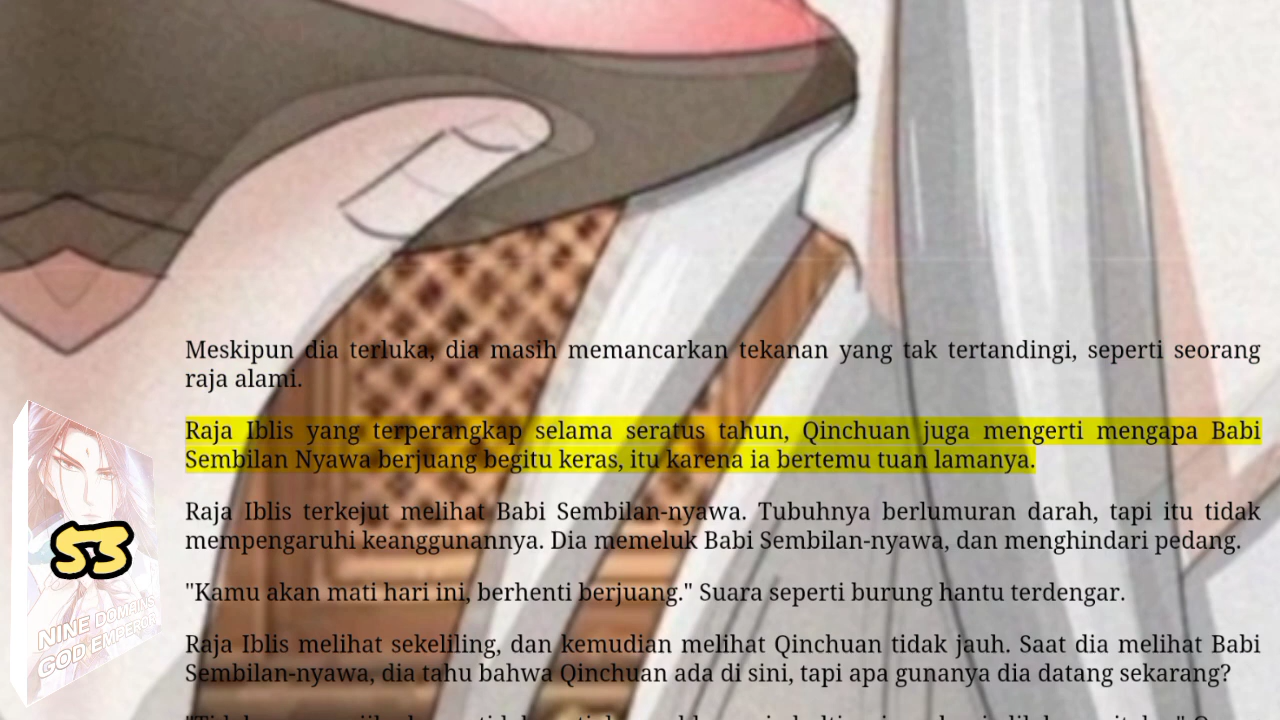 Meskipun dia terluka, dia masih memancarkan tekanan yang tak tertandingi, seperti seorang
raja alami.
Raja Iblis yang terperangkap selama seratus tahun, Qinchuan juga mengerti mengapa Babi
Sembilan Nyawa berjuang begitu keras, itu karena ia bertemu tuan lamanya.
Raja Iblis terkejut melihat Babi Sembilan-nyawa. Tubuhnya berlumuran darah, tapi itu tidak
mempengaruhi keanggunannya. Dia memeluk Babi Sembilan-nyawa, dan menghindari pedang.
"Kamu akan mati hari ini, berhenti berjuang." Suara seperti burung hantu terdengar.
Raja Iblis melihat sekeliling, dan kemudian melihat Qinchuan tidak jauh. Saat dia melihat Babi
Sembilan-nyawa, dia tahu bahwa Qinchuan ada di sini, tapi apa gunanya dia datang sekarang?
53
NINE DOMAINS
GOD EMPEROR